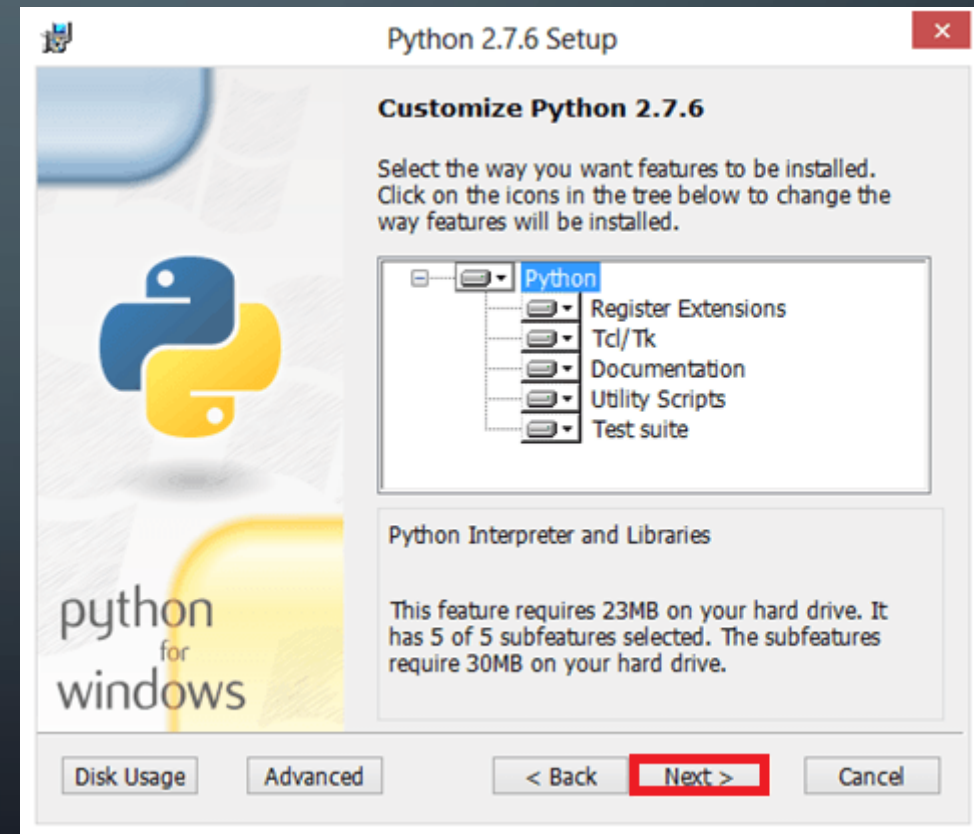 Python 2.7.6 Setup
Customize Python 2.7.6
Select the way you want features to be installed.
Click on the icons in the tree below to change the
way features will be installed.
Python
Register Extensions
Tcl/Tk
Documentation
Utility Scripts
Test suite
Python Interpreter and Libraries
This feature requires 23MB on your hard drive. It
has 5 of 5 subfeatures selected. The subfeatures
require 30MB on your hard drive.
python
for
windows
Disk Usage
Advanced
< Back
Next >
Cancel